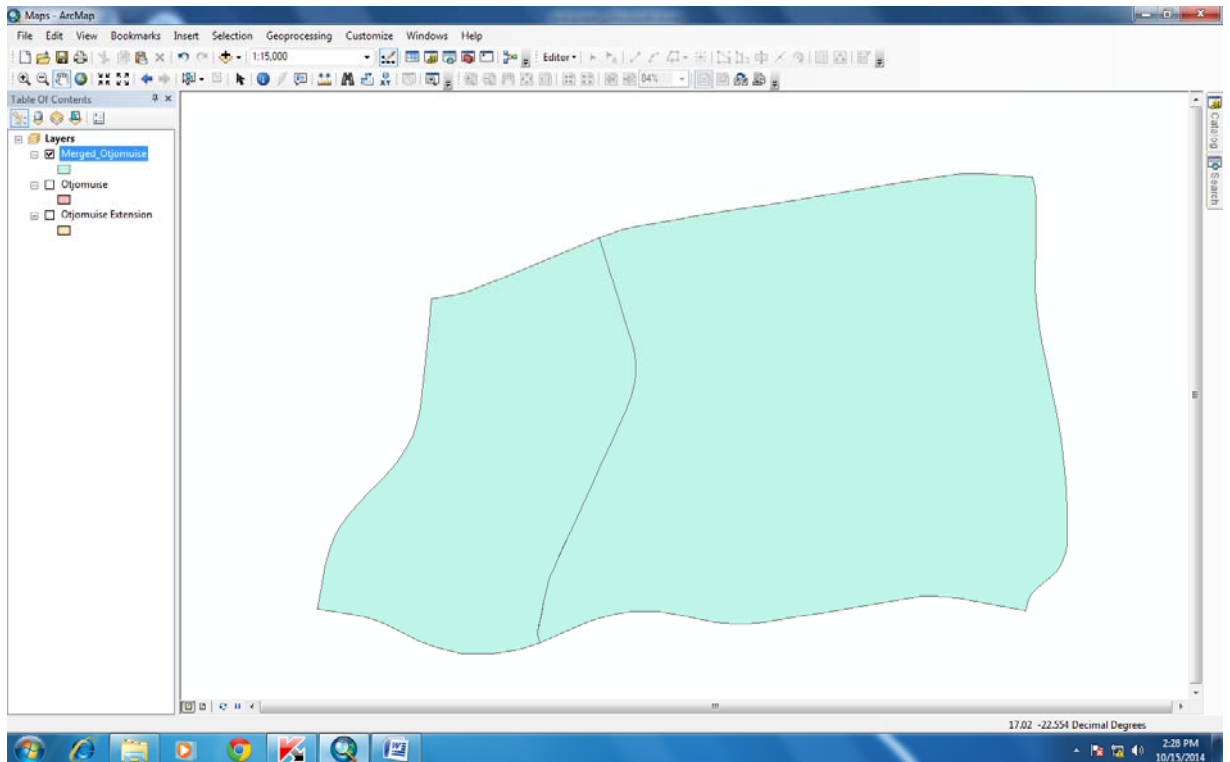 Maps - ArcMap
File Edit View Bookmarks Insert Selection Geoprocessing Customize Windows Help
1:15,000 Editor
84%
Table Of Contents
Layers
Merged_Otjomuise
Otjomuise
Otjomuise Extension
Catalog
Search
17.02 -22.554 Decimal Degrees
2:28 PM
10/15/2014